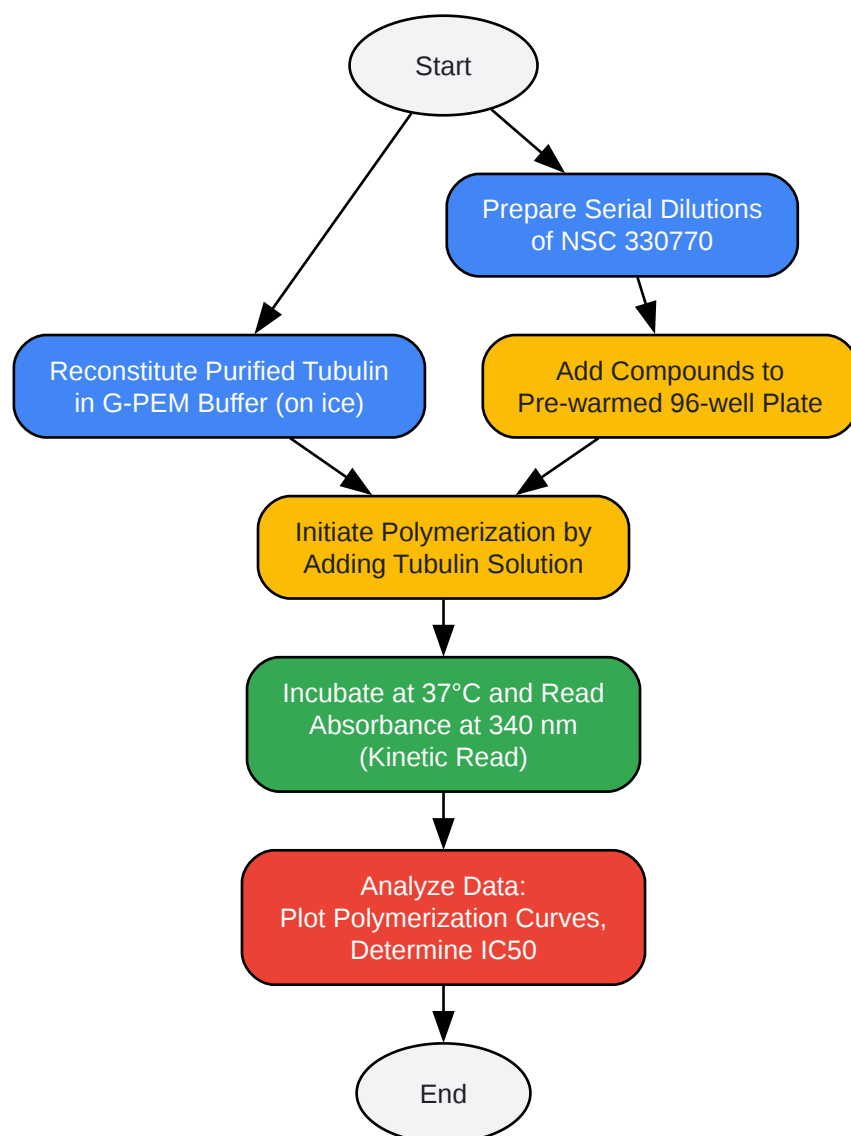 Start
Prepare Serial Dilutions
of NSC 330770
Reconstitute Purified Tubulin
in G-PEM Buffer (on ice)
Add Compounds to
Pre-warmed 96-well Plate
Initiate Polymerization by
Adding Tubulin Solution
Incubate at 37°C and Read
Absorbance at 340 nm
(Kinetic Read)
Analyze Data:
Plot Polymerization Curves,
Determine IC50
End